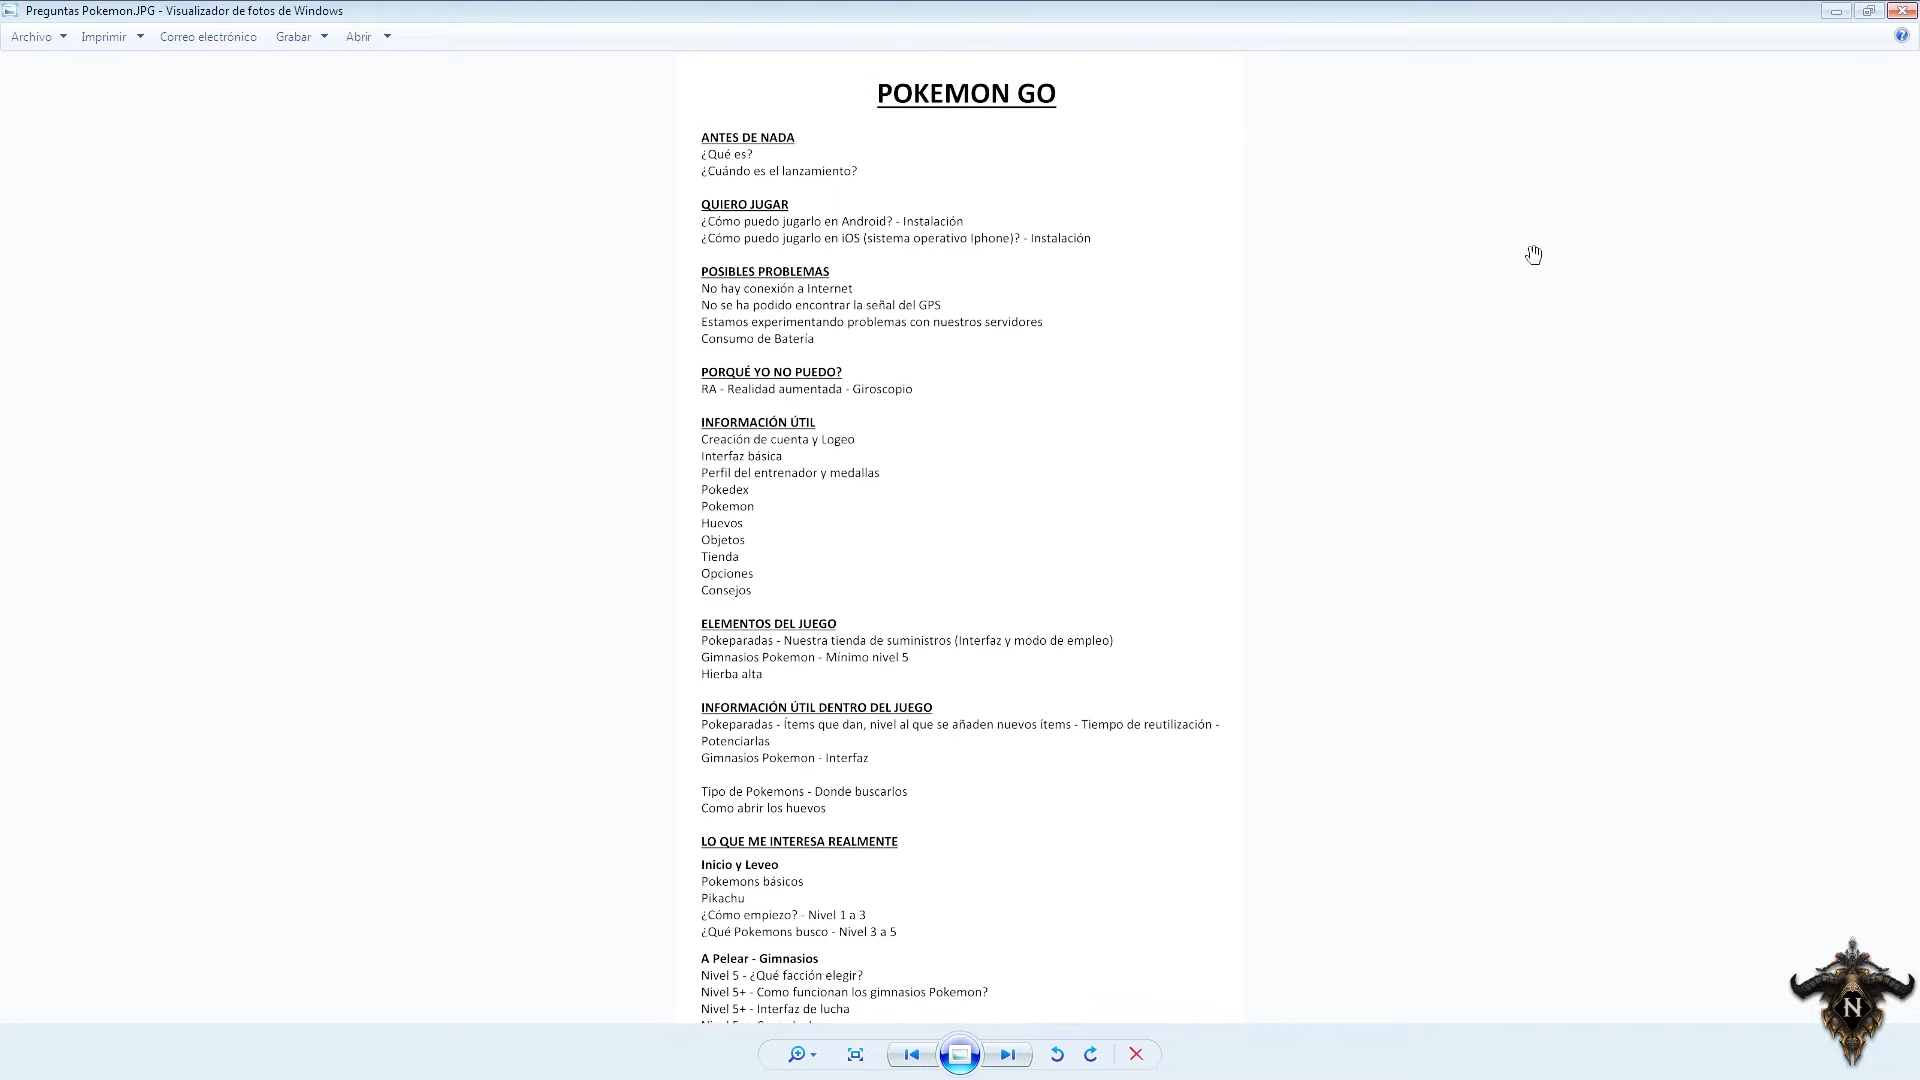 Preguntas Pokemon.JPG - Visualizador de fotos de Windows
Archivo Imprimir Correo electrónico Grabar Abrir
POKEMON GO
ANTES DE NADA
¿Qué es?
¿Cuándo es el lanzamiento?
QUIERO JUGAR
¿Cómo puedo jugarlo en Android? - Instalación
¿Cómo puedo jugarlo en iOS (sistema operativo Iphone)? - Instalación
POSIBLES PROBLEMAS
No hay conexión a Internet
No se ha podido encontrar la señal del GPS
Estamos experimentando problemas con nuestros servidores
Consumo de Batería
PORQUÉ YO NO PUEDO?
RA - Realidad aumentada - Giroscopio
INFORMACIÓN ÚTIL
Creación de cuenta y Logeo
Interfaz básica
Perfil del entrenador y medallas
Pokedex
Pokemon
Huevos
Objetos
Tienda
Opciones
Consejos
ELEMENTOS DEL JUEGO
Pokeparadas - Nuestra tienda de suministros (Interfaz y modo de empleo)
Gimnasios Pokemon - Mínimo nivel 5
Hierba alta
INFORMACIÓN ÚTIL DENTRO DEL JUEGO
Pokeparadas - Ítems que dan, nivel al que se añaden nuevos ítems - Tiempo de reutilización -
Potenciarlas
Gimnasios Pokemon - Interfaz
Tipo de Pokemons - Donde buscarlos
Como abrir los huevos
LO QUE ME INTERESA REALMENTE
Inicio y Leveo
Pokemons básicos
Pikachu
¿Cómo empiezo? - Nivel 1 a 3
¿Qué Pokemons busco - Nivel 3 a 5
A Pelear - Gimnasios
Nivel 5 - ¿Qué facción elegir?
Nivel 5+ - Como funcionan los gimnasios Pokemon?
Nivel 5+ - Interfaz de lucha
N